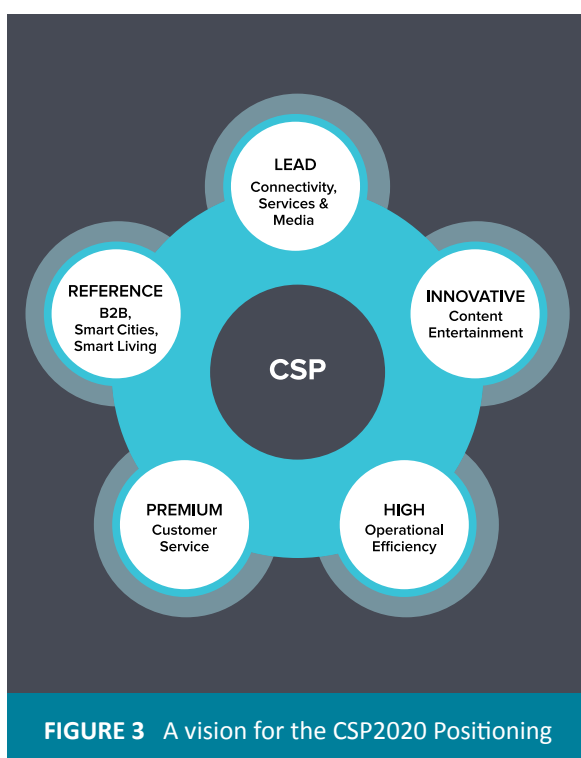 LEAD
Connectivity,
Services &
Media
REFERENCE
B2B,
Smart Cities,
Smart Living
INNOVATIVE
Content
Entertainment
CSP
PREMIUM
Customer
Service
HIGH
Operational
Efficiency
FIGURE 3 A vision for the CSP2020 Positioning